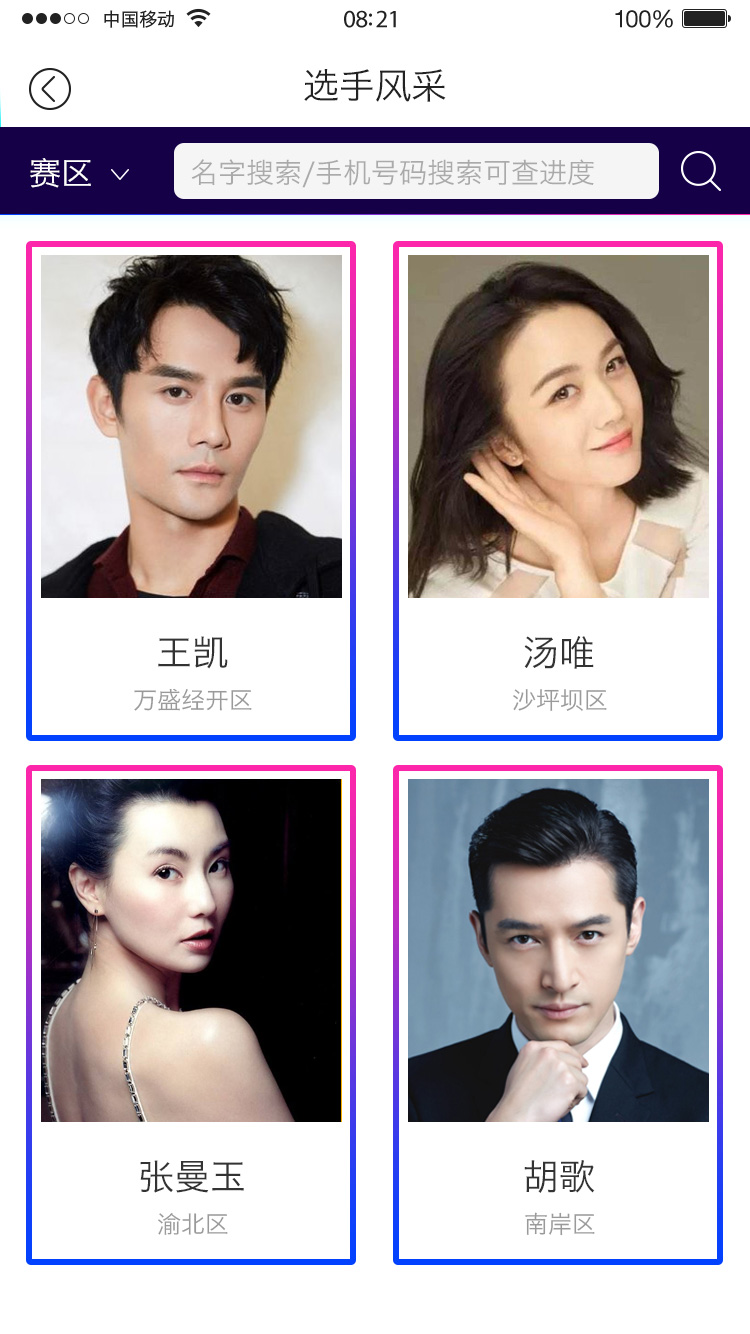 中国移动 08:21 100%
选手风采
赛区 名字搜索/手机号码搜索可查进度
王凯 汤唯
万盛经开区 沙坪坝区
张曼玉 胡歌
渝北区 南岸区